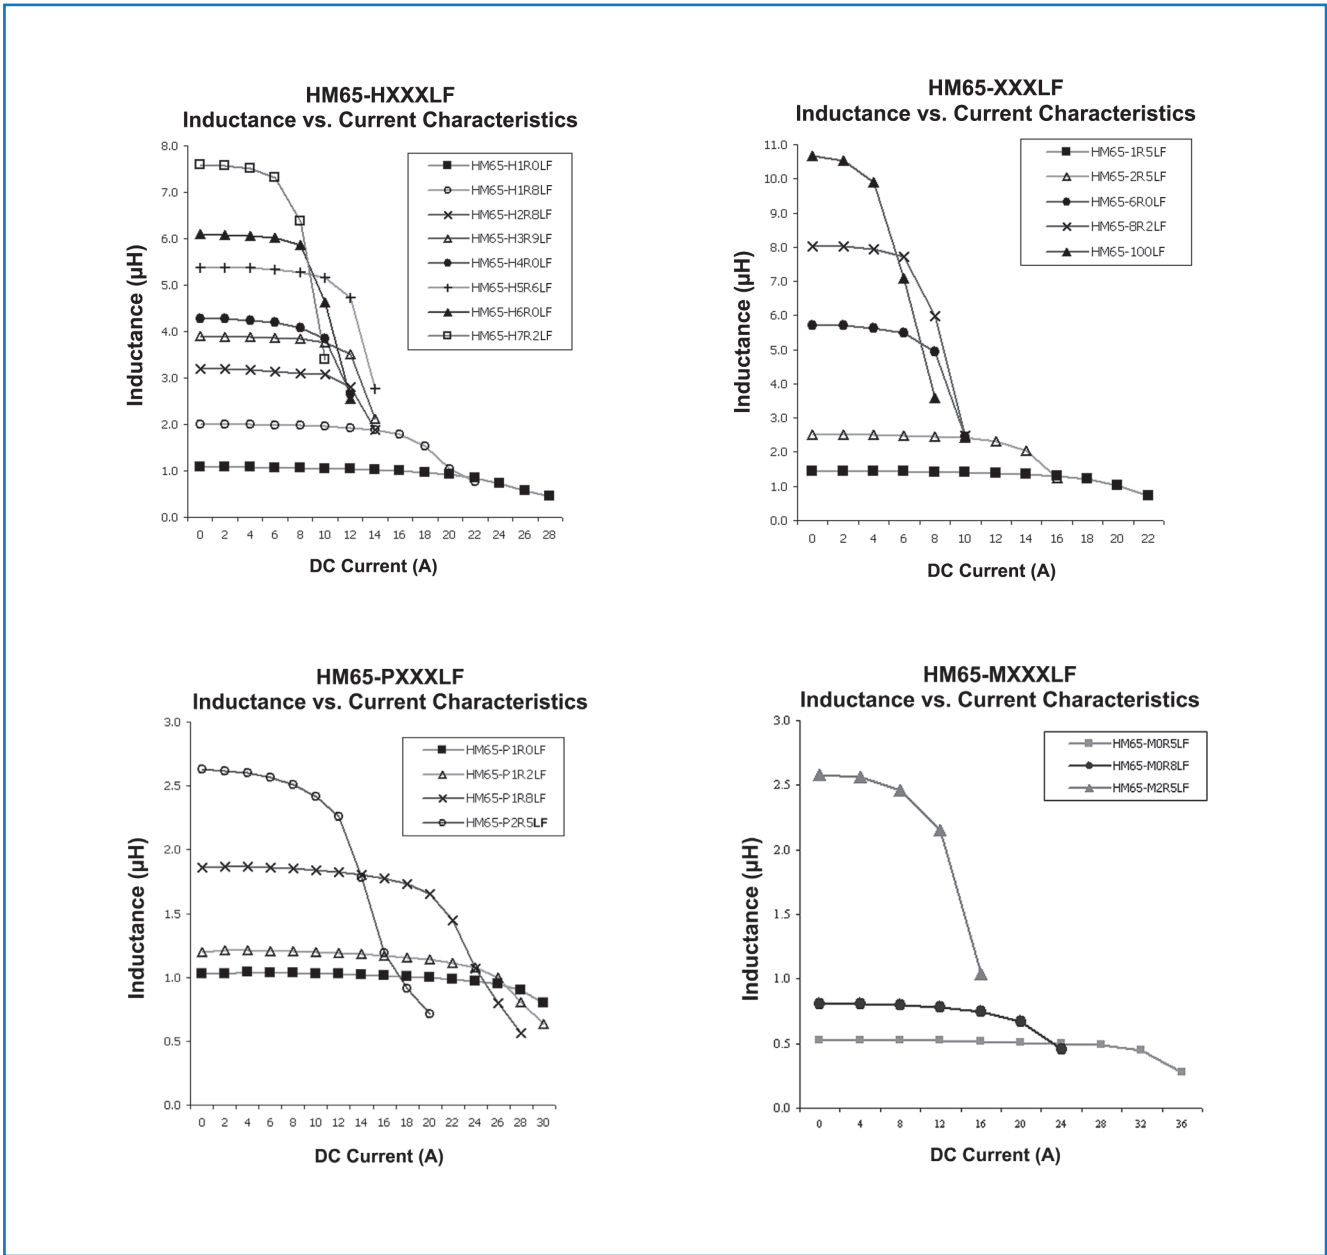 HM65-HXXXLF
Inductance vs. Current Characteristics
8.0
7.0
6.0
5.0
4.0
3.0
2.0
1.0
0.0
Inductance (µH)
HM65-H1R0LF
HM65-H1R8LF
HM65-H2R8LF
HM65-H3R9LF
HM65-H4R0LF
HM65-H5R6LF
HM65-H6R0LF
HM65-H7R2LF
0 2 4 6 8 10 12 14 16 18 20 22 24 26 28
DC Current (A)
HM65-XXXLF
Inductance vs. Current Characteristics
11.0
10.0
9.0
8.0
7.0
6.0
5.0
4.0
3.0
2.0
1.0
0.0
Inductance (µH)
HM65-1R5LF
HM65-2R5LF
HM65-6R0LF
HM65-8R2LF
HM65-100LF
0 2 4 6 8 10 12 14 16 18 20 22
DC Current (A)
HM65-PXXXLF
Inductance vs. Current Characteristics
3.0
2.5
2.0
1.5
1.0
0.5
0.0
Inductance (µH)
HM65-P1R0LF
HM65-P1R2LF
HM65-P1R8LF
HM65-P2R5LF
0 2 4 6 8 10 12 14 16 18 20 22 24 26 28 30
DC Current (A)
HM65-MXXXLF
Inductance vs. Current Characteristics
3.0
2.5
2.0
1.5
1.0
0.5
0.0
Inductance (µH)
HM65-M0R5LF
HM65-M0R8LF
HM65-M2R5LF
0 4 8 12 16 20 24 28 32 36
DC Current (A)